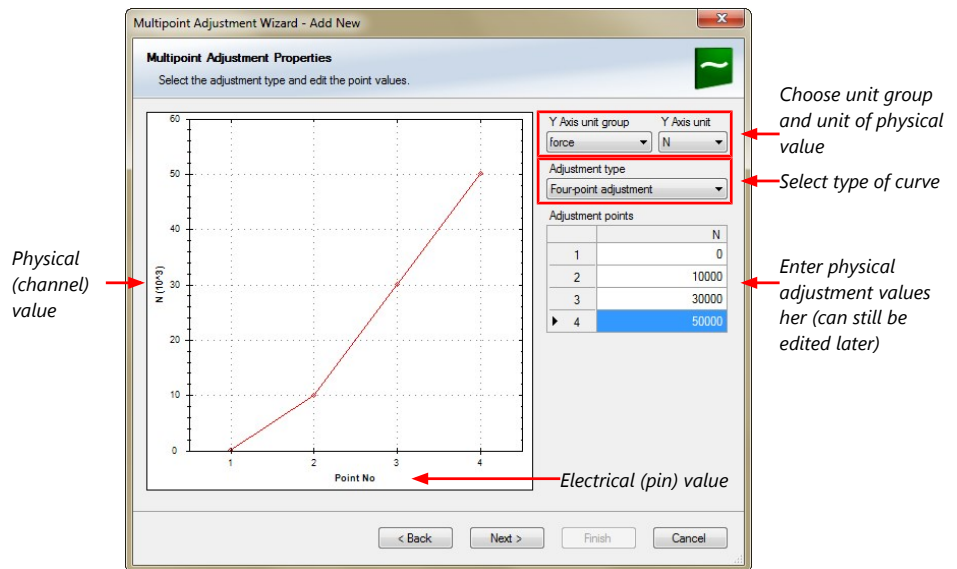 Multipoint Adjustment Wizard - Add New
Multipoint Adjustment Properties
Select the adjustment type and edit the point values.
Physical
(channel)
value
60
50
40
30
20
10
0
N (10^3)
1 2 3 4
Point No
Electrical (pin) value
Y Axis unit group Y Axis unit
force N
Adjustment type
Four-point adjustment
Adjustment points
N
1 0
2 10000
3 30000
4 50000
Choose unit group
and unit of physical
value
Select type of curve
Enter physical
adjustment values
her (can still be
edited later)
< Back Next > Finish Cancel